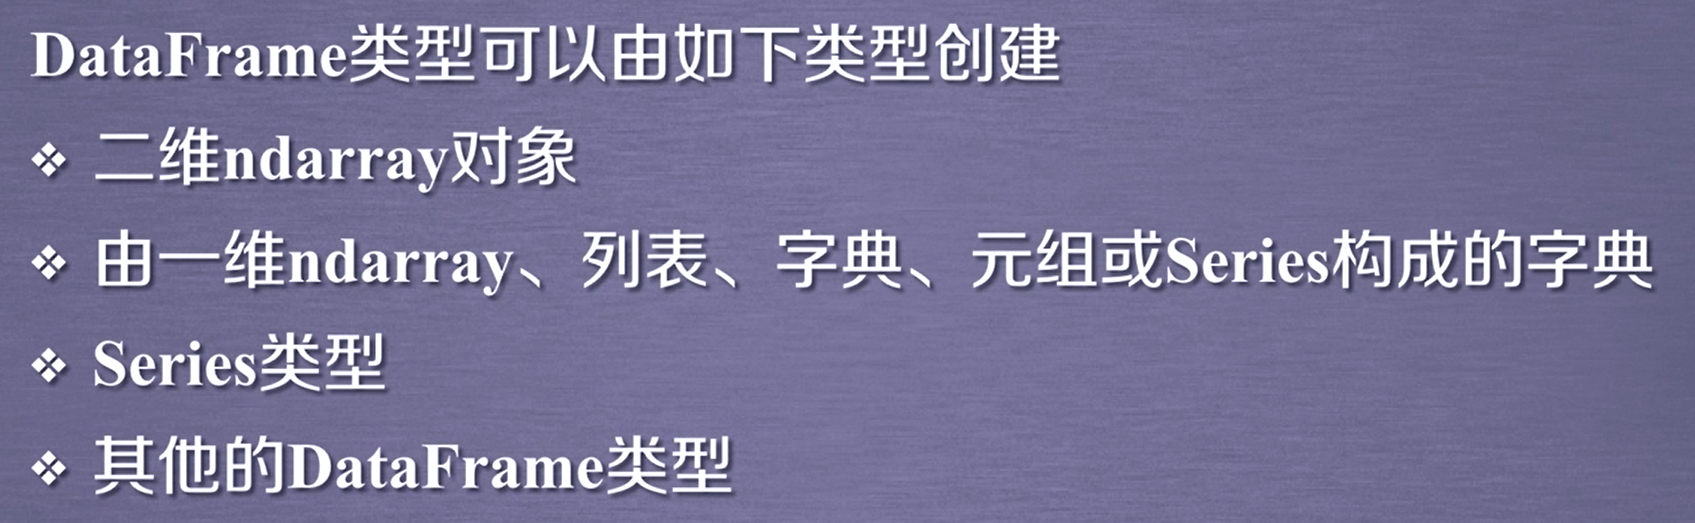 DataFrame类型可以由如下类型创建
❖ 二维ndarray对象
❖ 由一维ndarray、列表、字典、元组或Series构成的字典
❖ Series类型
❖ 其他的DataFrame类型